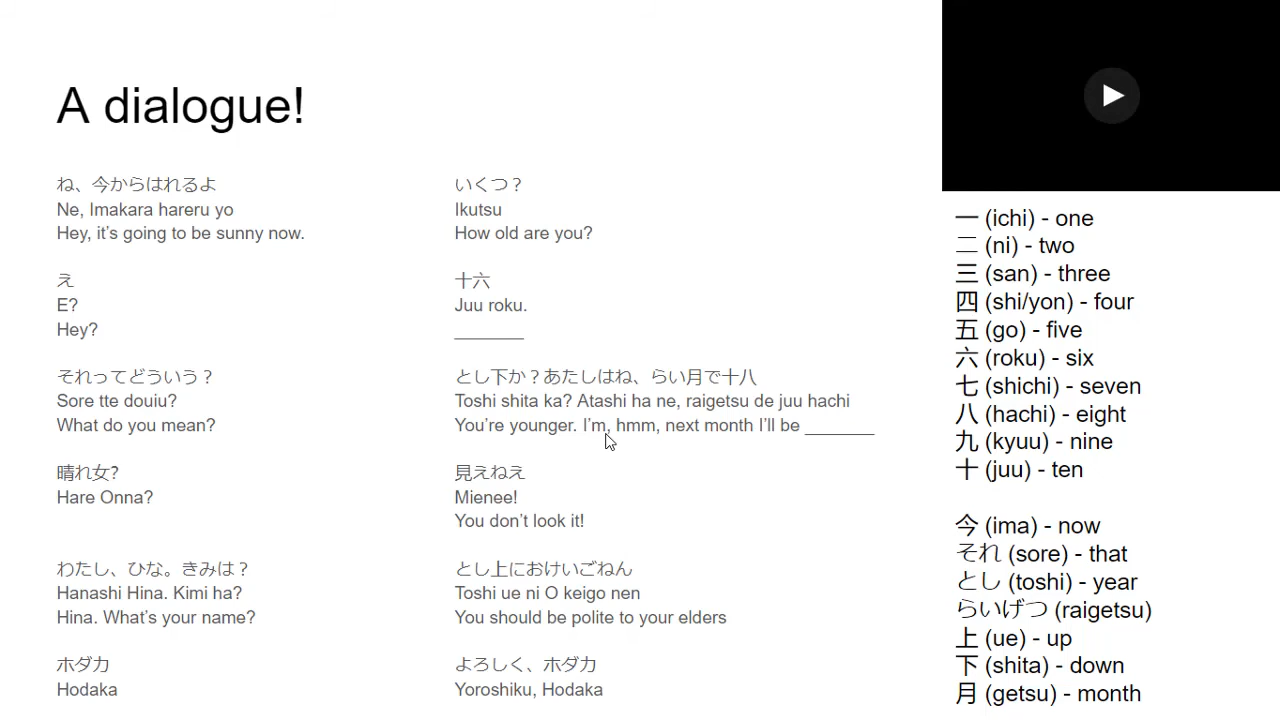 A dialogue!
ね、今からはれるよ
Ne, Imakara hareru yo
Hey, it's going to be sunny now.
え
E?
Hey?
それってどういう？
Sore tte douiu?
What do you mean?
晴れ女?
Hare Onna?
わたし、ひな。きみは？
Hanashi Hina. Kimi ha?
Hina. What's your name?
ホダカ
Hodaka
いくつ？
Ikutsu
How old are you?
十六
Juu roku.
________
とし下か？あたしはね、らい月で十八
Toshi shita ka? Atashi ha ne, raigetsu de juu hachi
You're younger. I'm, hmm, next month I'll be ________
見えねえ
Mienee!
You don't look it!
とし上におけいごねん
Toshi ue ni O keigo nen
You should be polite to your elders
よろしく、ホダカ
Yoroshiku, Hodaka
一 (ichi) - one
二 (ni) - two
三 (san) - three
四 (shi/yon) - four
五 (go) - five
六 (roku) - six
七 (shichi) - seven
八 (hachi) - eight
九 (kyuu) - nine
十 (juu) - ten
今 (ima) - now
それ (sore) - that
とし (toshi) - year
らいげつ (raigetsu)
上 (ue) - up
下 (shita) - down
月 (getsu) - month